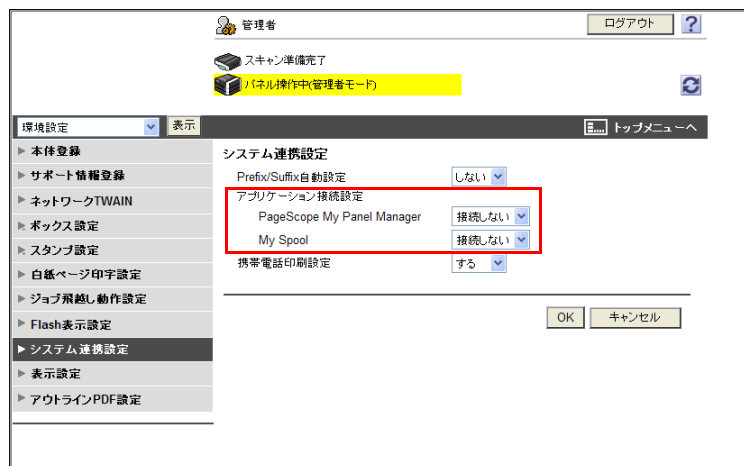 管理者
ログアウト
?
スキャン準備完了
パネル操作中(管理者モード)
環境設定
表示
トップメニューへ
本体登録
サポート情報登録
ネットワークTWAIN
ボックス設定
スタンプ設定
白紙ページ印字設定
ジョブ飛越し動作設定
Flash表示設定
システム連携設定
表示設定
アウトラインPDF設定
システム連携設定
Prefix/Suffix自動設定 しない
アプリケーション接続設定
PageScope My Panel Manager 接続しない
My Spool 接続しない
携帯電話印刷設定 する
OK
キャンセル